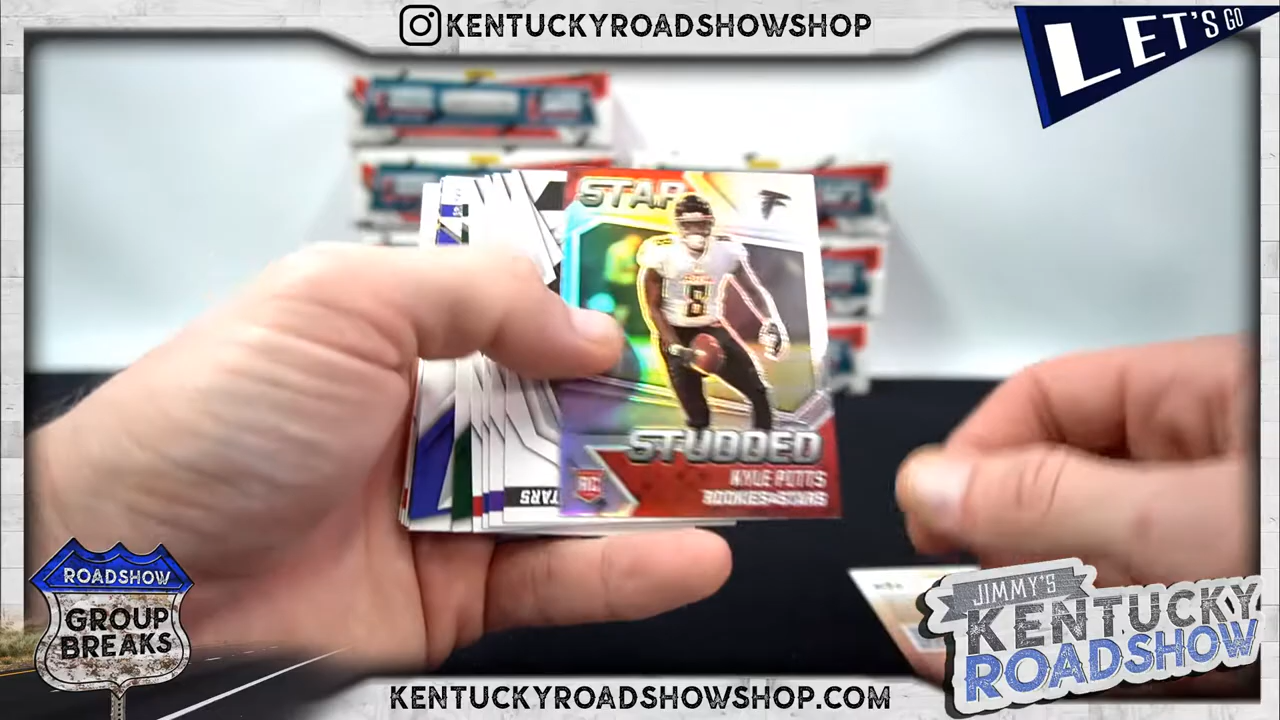 KENTUCKYROADSHOWSHOP
LET'S GO
STAR
8
STUDDED
KYLE PITTS
RC
ROOKIES & STARS
STARS
ROADSHOW
GROUP
BREAKS
JIMMY'S
KENTUCKY
ROADSHOW
KENTUCKYROADSHOWSHOP.COM